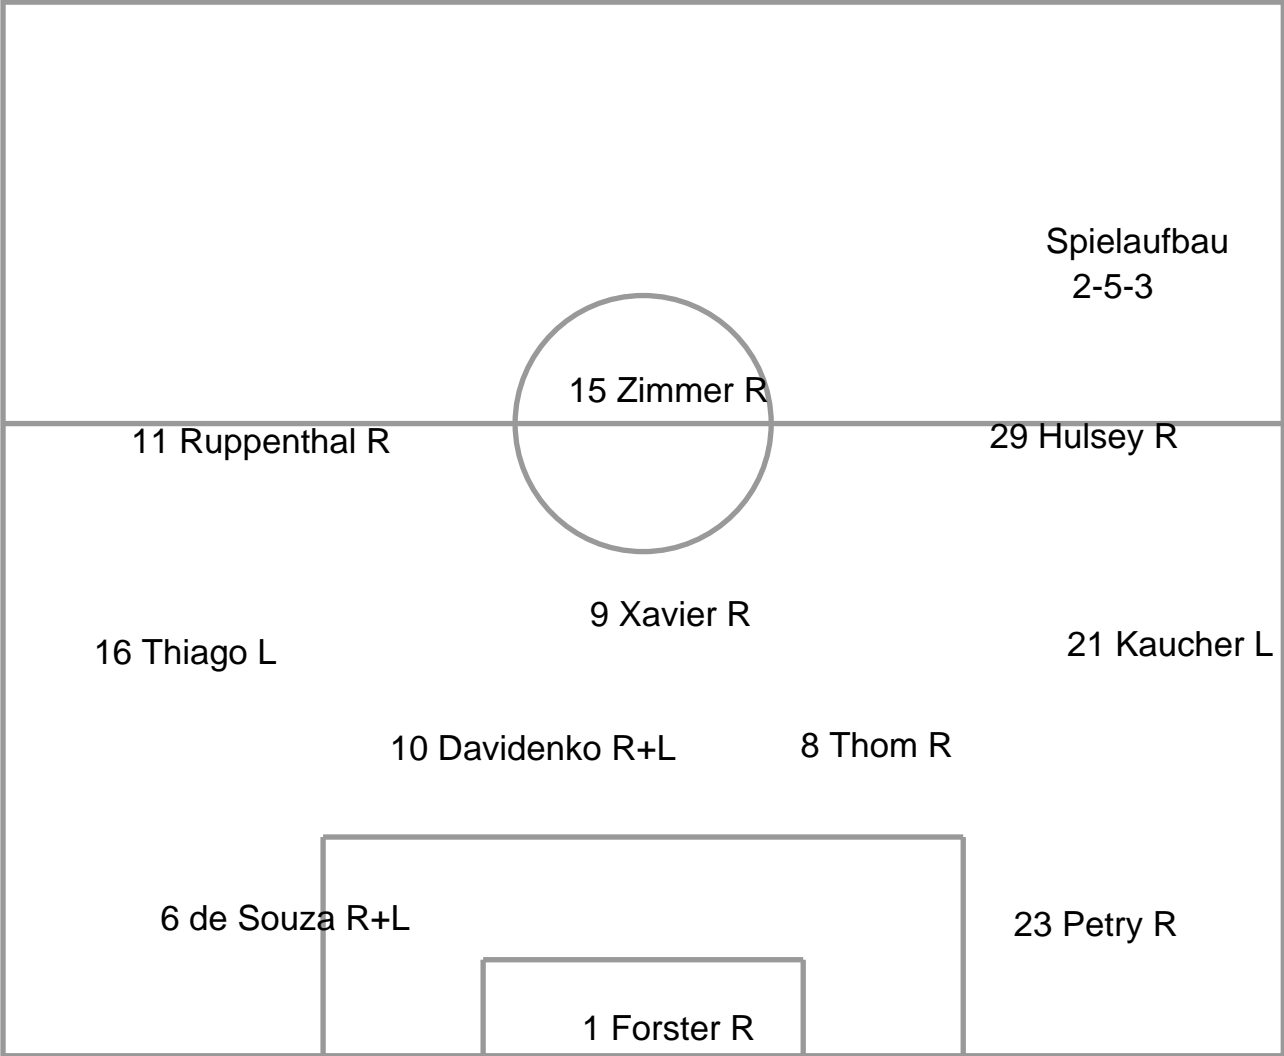 Spielaufbau
2-5-3
15 Zimmer R
11 Ruppenthal R
29 Hulsey R
9 Xavier R
16 Thiago L
21 Kaucher L
10 Davidenko R+L
8 Thom R
6 de Souza R+L
23 Petry R
1 Forster R